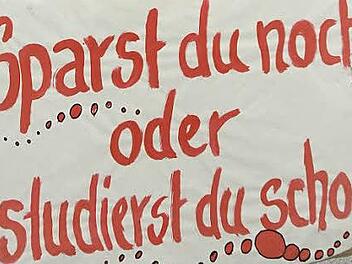 Sparst du noch
oder
studierst du scho